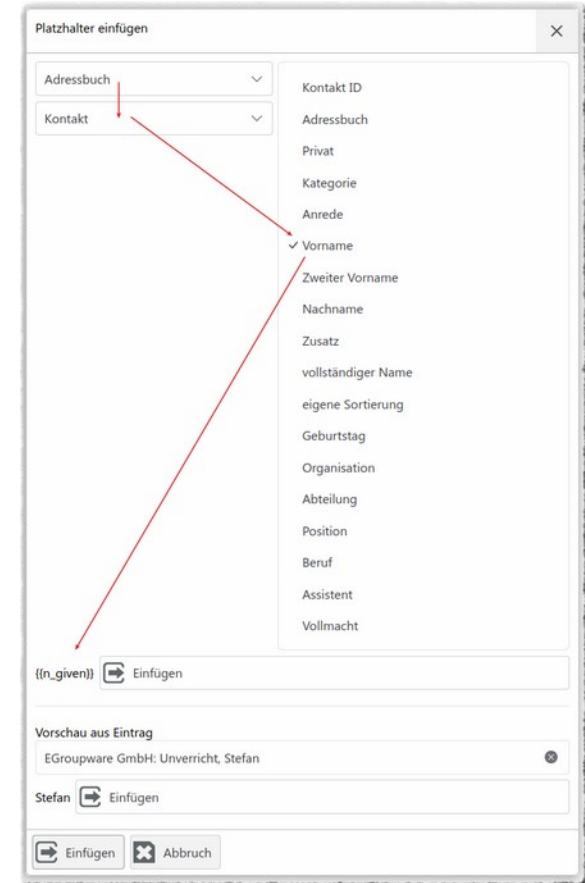 Platzhalter einfügen
Adressbuch
Kontakt
Kontakt ID
Adressbuch
Privat
Kategorie
Anrede
Vorname
Zweiter Vorname
Nachname
Zusatz
vollständiger Name
eigene Sortierung
Geburtstag
Organisation
Abteilung
Position
Beruf
Assistent
Vollmacht
{{n_given}} Einfügen
Vorschau aus Eintrag
EGroupware GmbH: Unverricht, Stefan
Stefan Einfügen
Einfügen Abbruch